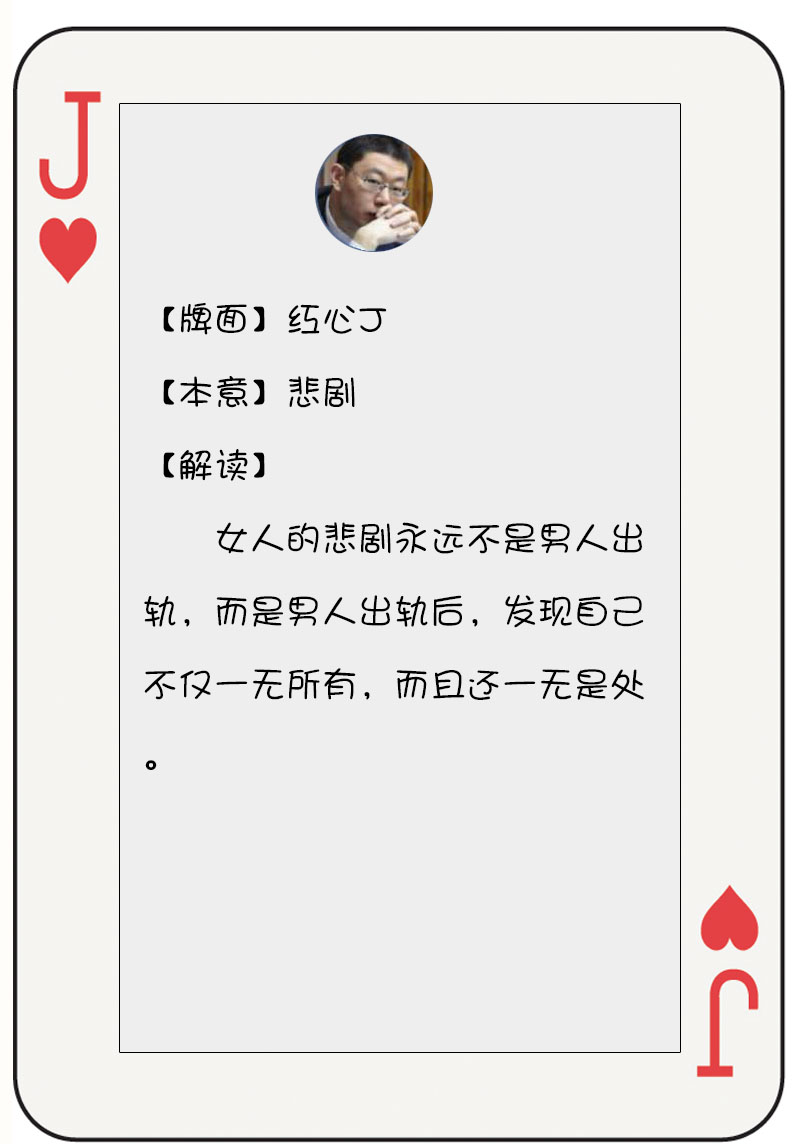 J
【牌面】红心J
【本意】悲剧
【解读】
女人的悲剧永远不是男人出
轨，而是男人出轨后，发现自己
不仅一无所有，而且还一无是处
。
J